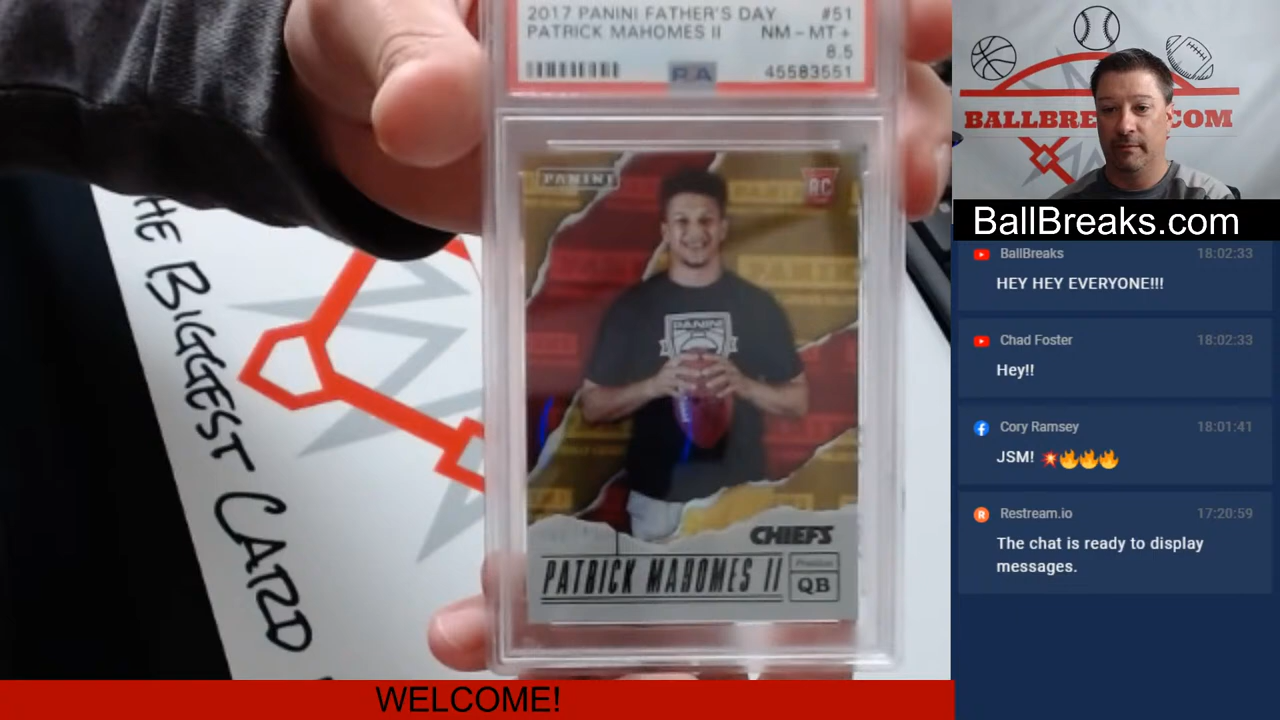 2017 PANINI FATHER'S DAY #51
PATRICK MAHOMES II NM - MT +
8.5
PSA 45583551
PANINI
RC
PANINI
CHIEFS
PATRICK MAHOMES II
Position
QB
THE BIGGEST CARD
WELCOME!
BALLBREAKS.COM
BallBreaks.com
BallBreaks 18:02:33
HEY HEY EVERYONE!!!
Chad Foster 18:02:33
Hey!!
Cory Ramsey 18:01:41
JSM! 💥🔥🔥🔥
Restream.io 17:20:59
The chat is ready to display
messages.